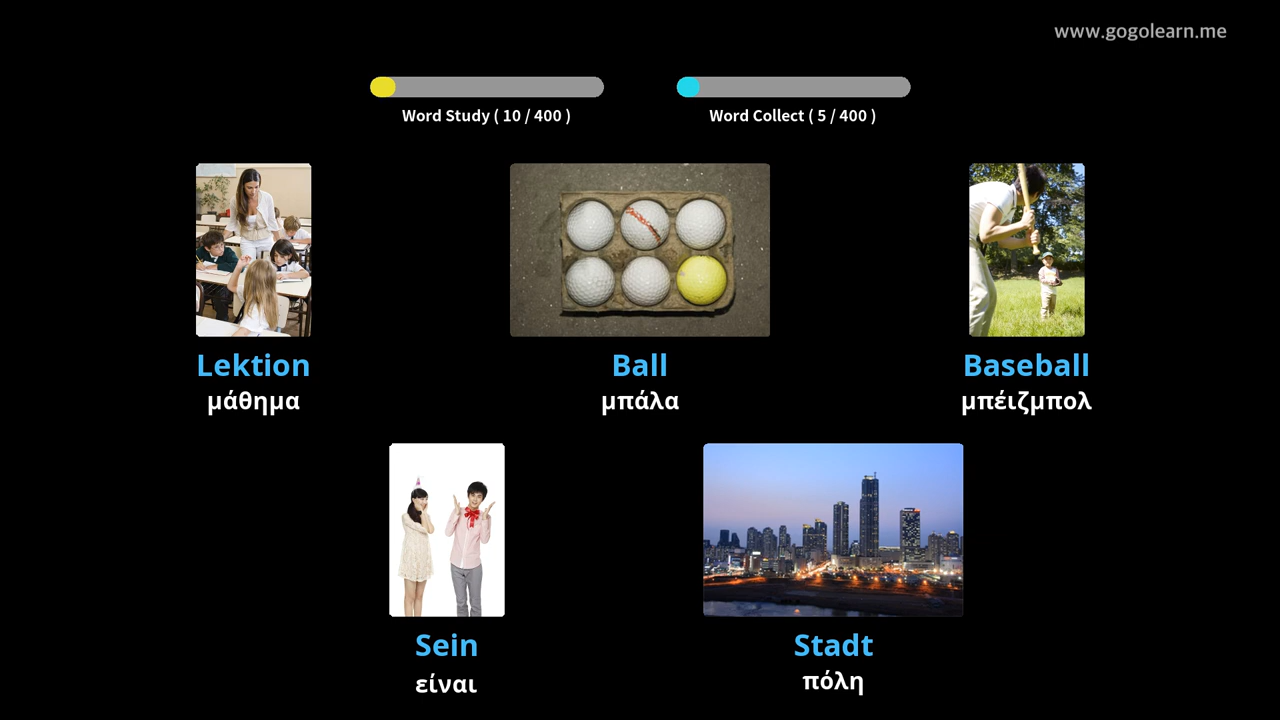 www.gogolearn.me
Word Study ( 10 / 400 )
Word Collect ( 5 / 400 )
Lektion
μάθημα
Ball
μπάλα
Baseball
μπέιζμπολ
Sein
είναι
Stadt
πόλη